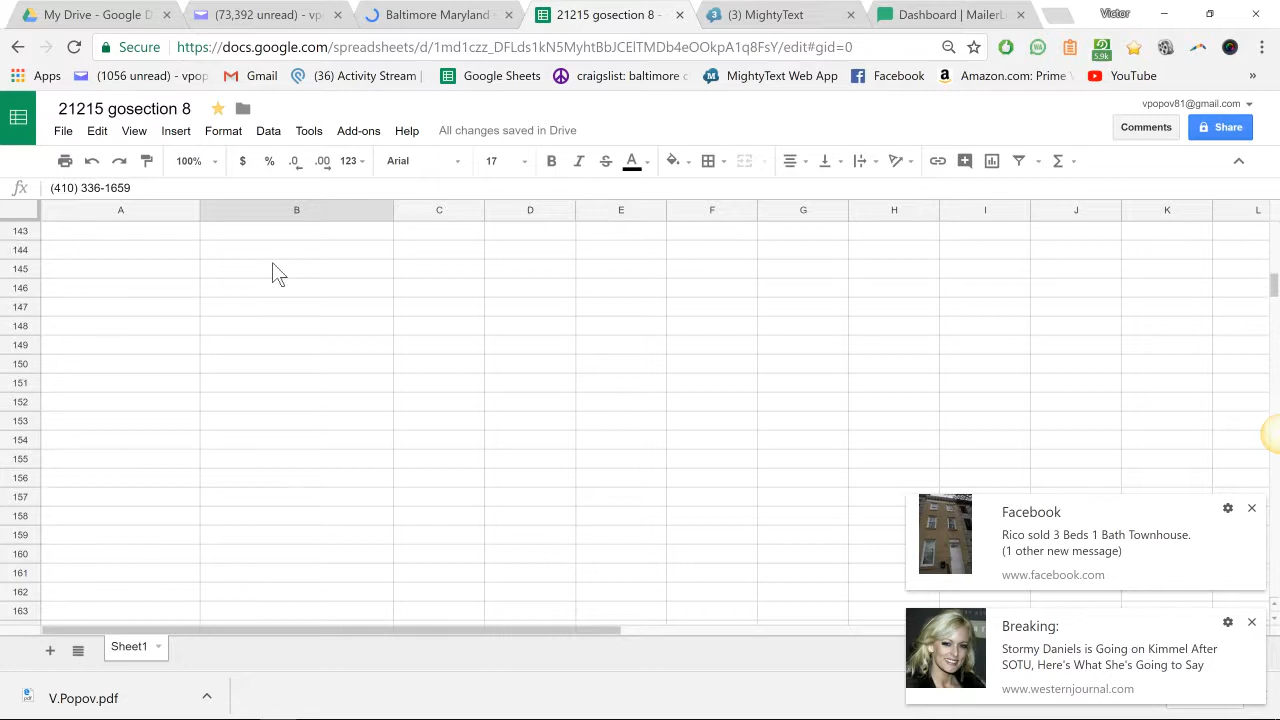 Google Drive
(73,392 unread) - vp
Baltimore Maryland
21215 gosection 8 -
(3) MightyText
Dashboard | MailerL
Victor
Secure
https://docs.google.com/spreadsheets/d/1md1czz_DFLds1kN5MyhtBbJCEITMDb4eOOkpA1q8FsY/edit#gid=0
5.9k
Apps
(1056 unread) - vpop
Gmail
(36) Activity Stream
Google Sheets
craigslist: baltimore c
MightyText Web App
Facebook
Amazon.com: Prime
YouTube
»
21215 gosection 8
vpopov81@gmail.com
File Edit View Insert Format Data Tools Add-ons Help All changes saved in Drive
Comments
Share
100% $ % .0 .00 123 Arial 17 B I S A Σ
fx (410) 336-1659
A B C D E F G H I J K L
143
144
145
146
147
148
149
150
151
152
153
154
155
156
157
158
159
160
161
162
163
Facebook
Rico sold 3 Beds 1 Bath Townhouse.
(1 other new message)
www.facebook.com
Breaking:
Stormy Daniels is Going on Kimmel After
SOTU, Here's What She's Going to Say
www.westernjournal.com
Sheet1
V.Popov.pdf